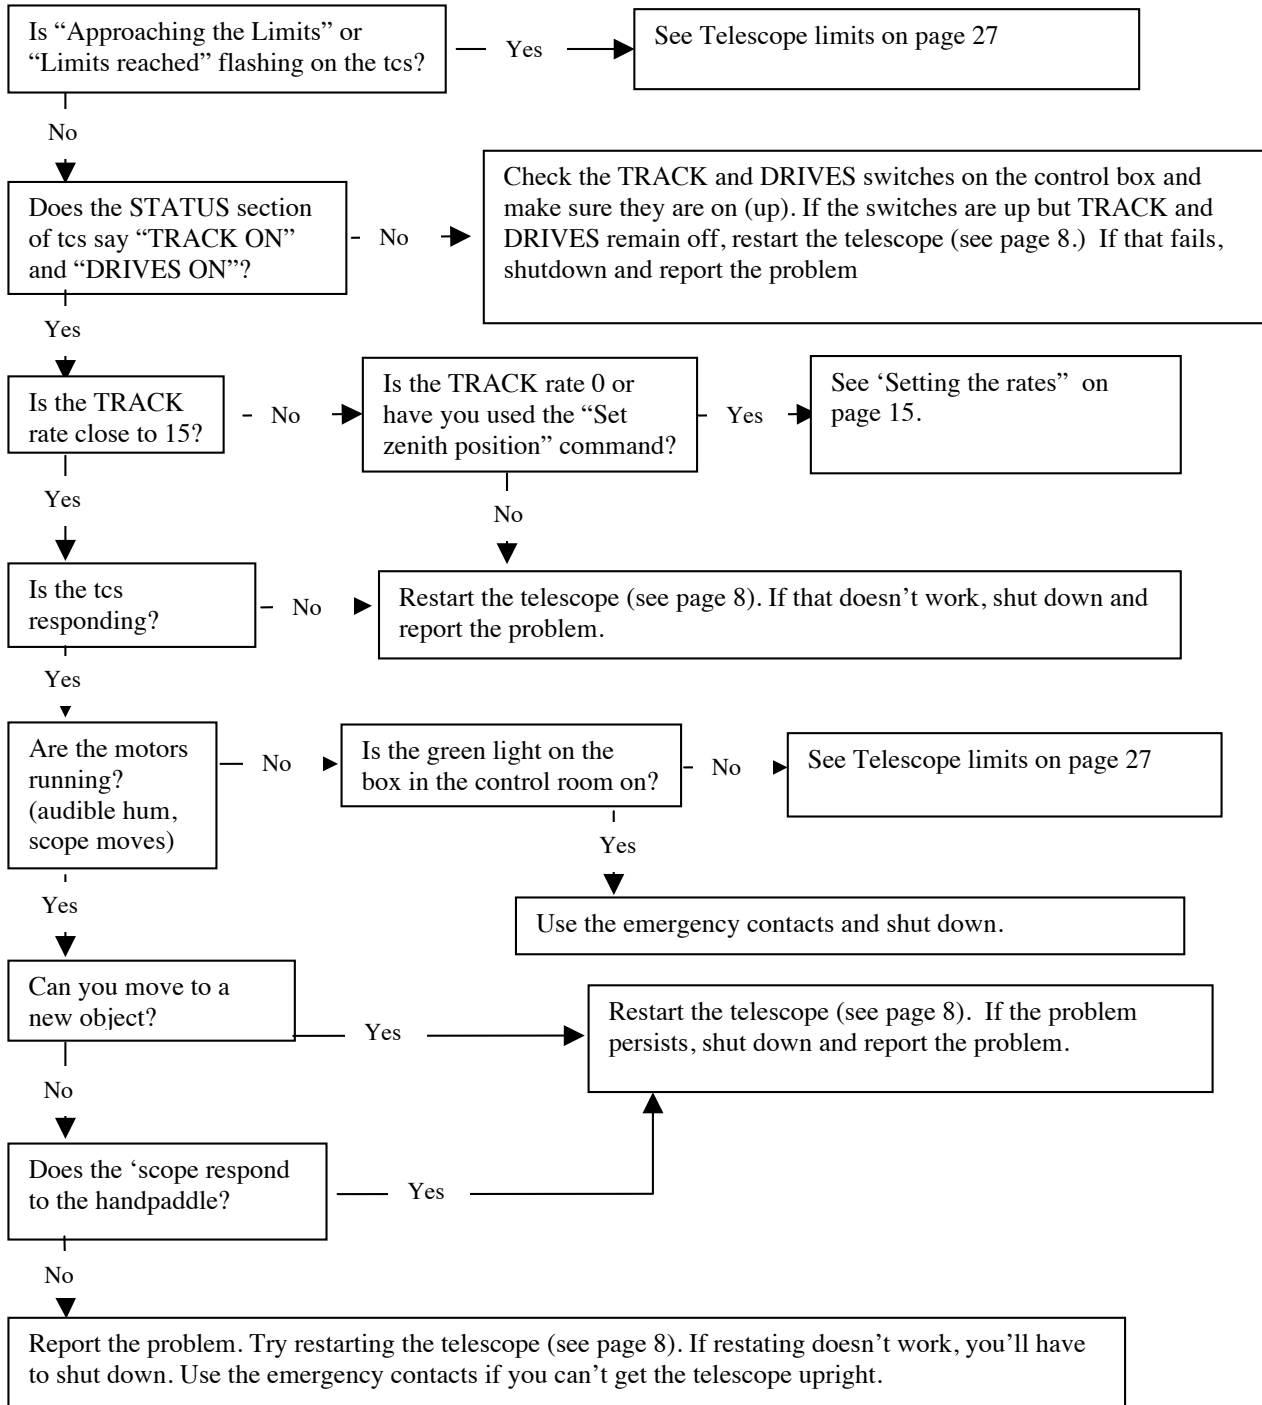 Is “Approaching the Limits” or
“Limits reached” flashing on the tcs?
Yes
See Telescope limits on page 27
No
Does the STATUS section
of tcs say “TRACK ON”
and “DRIVES ON”?
No
Check the TRACK and DRIVES switches on the control box and
make sure they are on (up). If the switches are up but TRACK and
DRIVES remain off, restart the telescope (see page 8.)  If that fails,
shutdown and report the problem
Yes
Is the TRACK
rate close to 15?
No
Is the TRACK rate 0 or
have you used the “Set
zenith position” command?
Yes
See ‘Setting the rates”  on
page 15.
Yes
No
Is the tcs
responding?
No
Restart the telescope (see page 8). If that doesn’t work, shut down and
report the problem.
Yes
Are the motors
running?
(audible hum,
scope moves)
No
Is the green light on the
box in the control room on?
No
See Telescope limits on page 27
Yes
Use the emergency contacts and shut down.
Yes
Can you move to a
new object?
Yes
Restart the telescope (see page 8).  If the problem
persists, shut down and report the problem.
No
Does the ‘scope respond
to the handpaddle?
Yes
No
Report the problem. Try restarting the telescope (see page 8). If restating doesn’t work, you’ll have
to shut down. Use the emergency contacts if you can’t get the telescope upright.